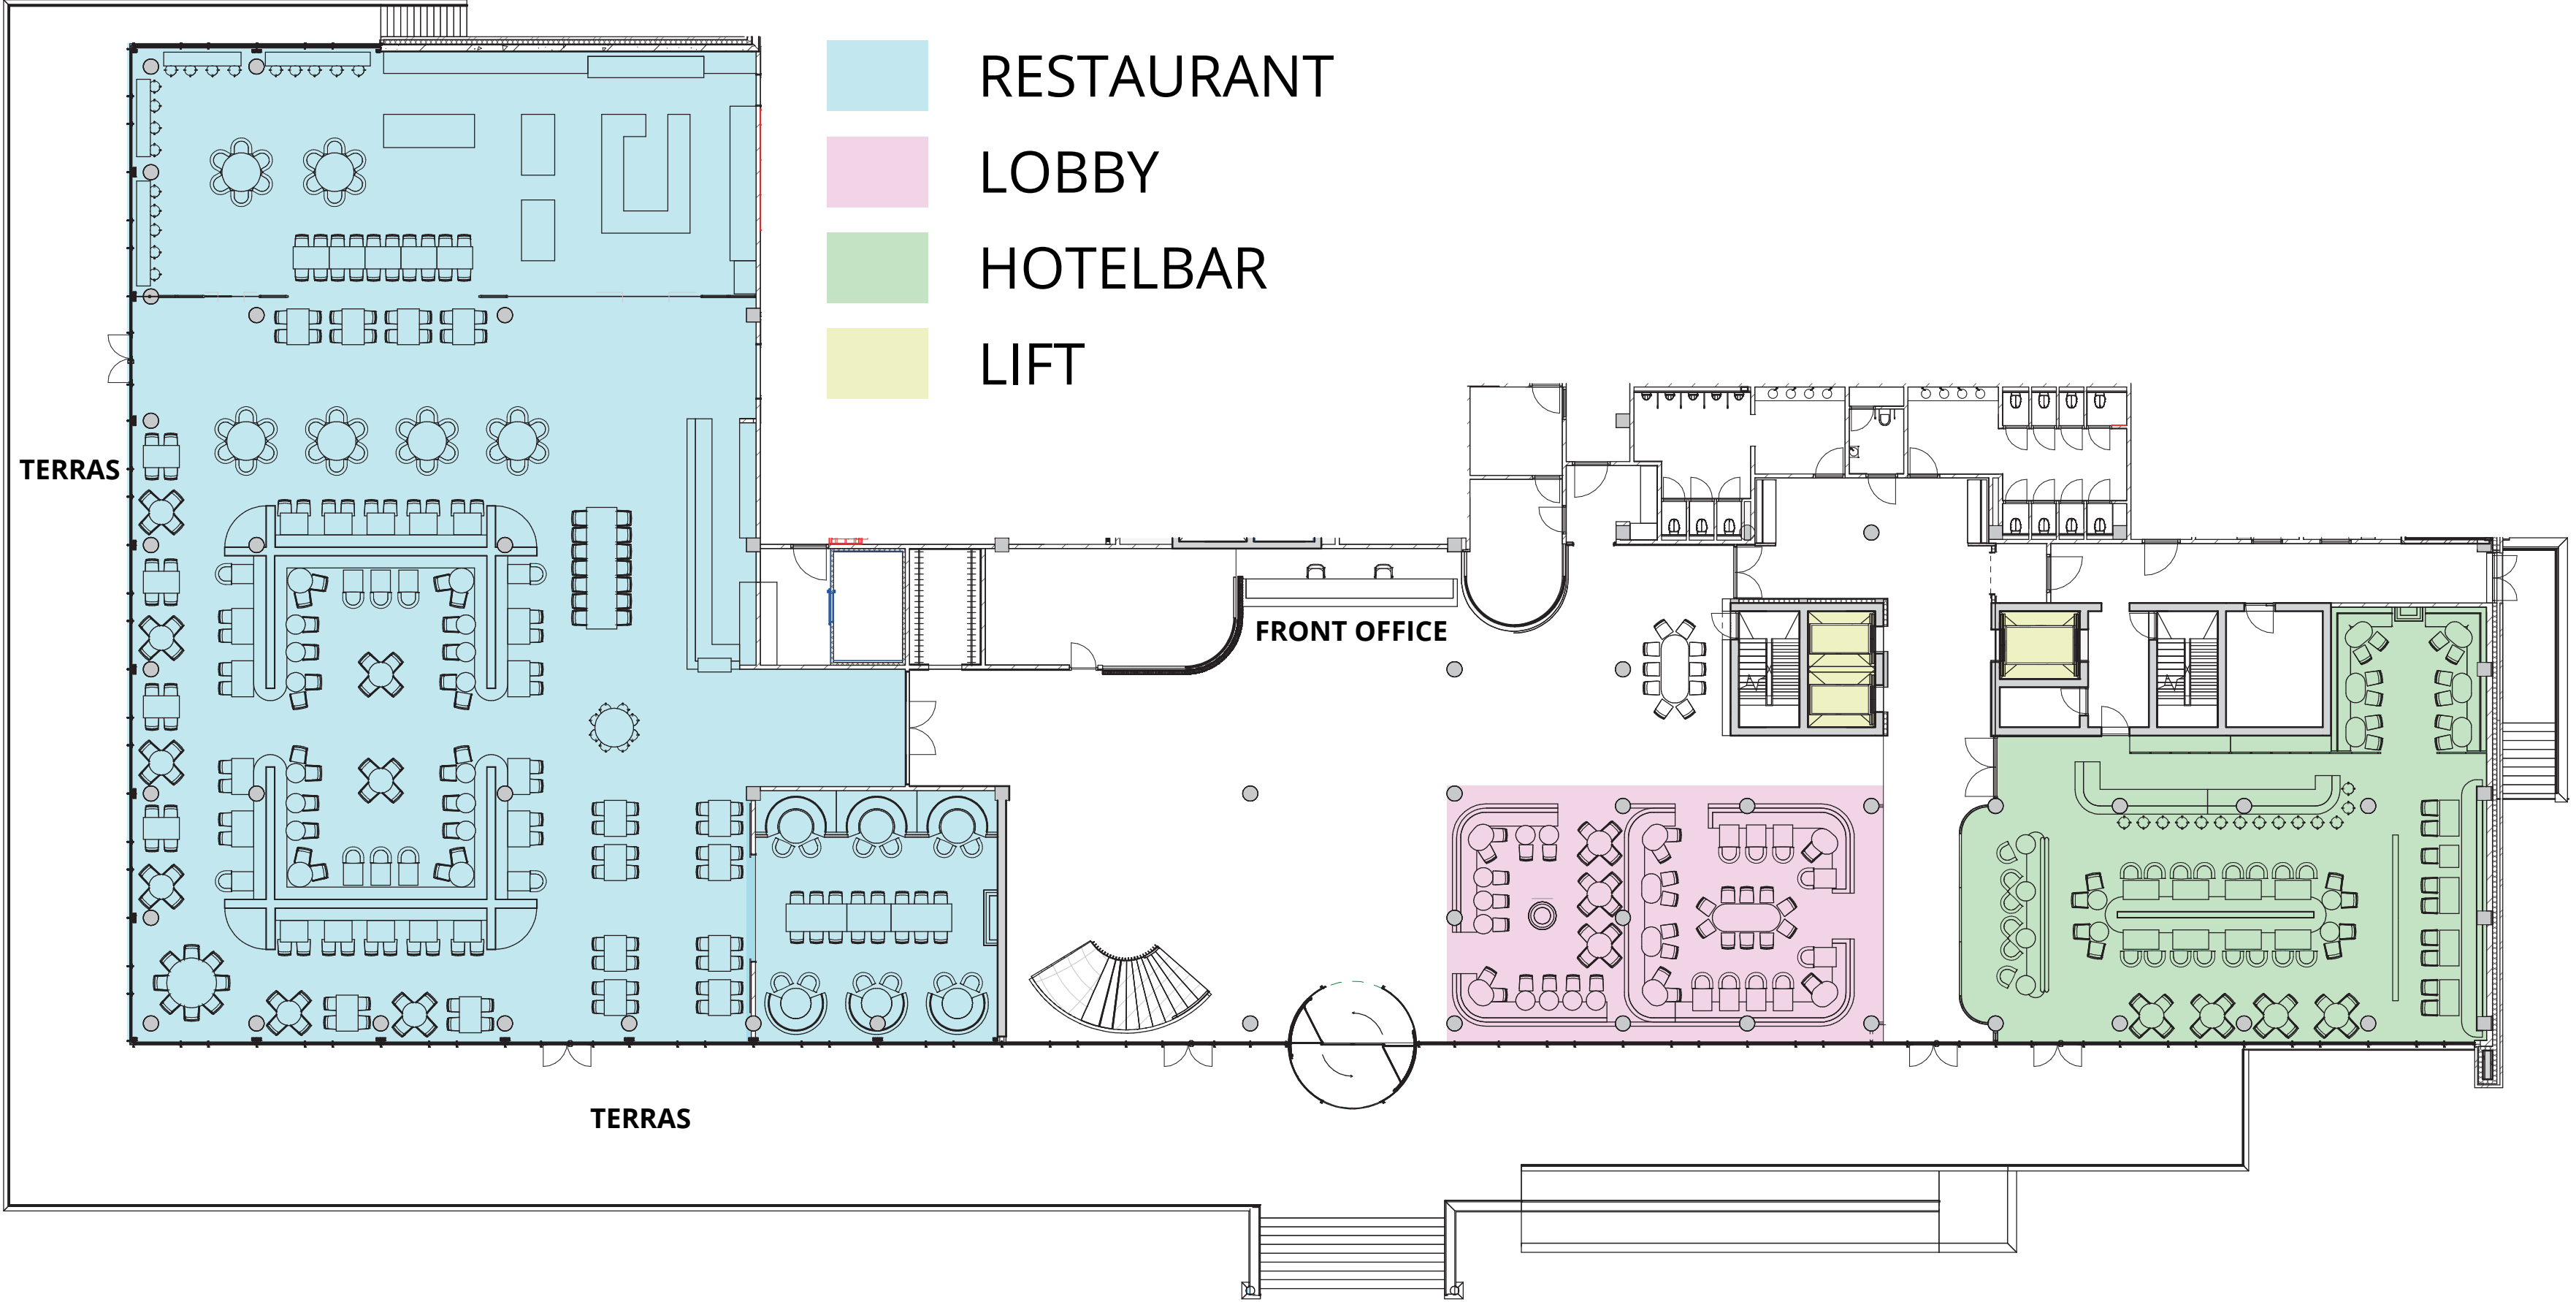 RESTAURANT
LOBBY
HOTELBAR
LIFT
TERRAS
FRONT OFFICE
TERRAS